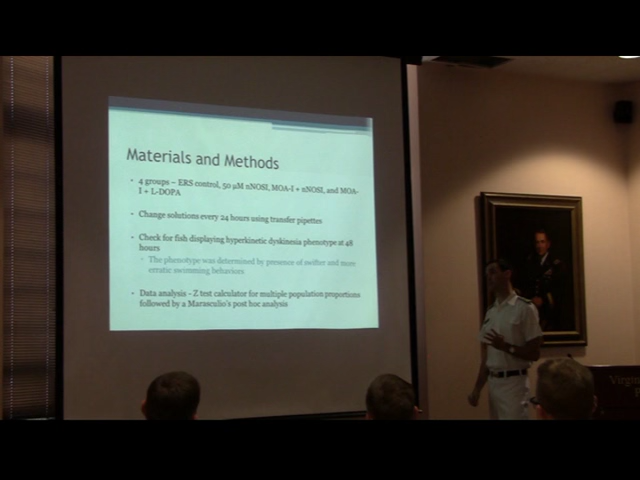 Materials and Methods
• 4 groups – ERS control, 50 µM nNOSI, MOA-I + nNOSI, and MOA-
I + L-DOPA
• Change solutions every 24 hours using transfer pipettes
• Check for fish displaying hyperkinetic dyskinesia phenotype at 48
hours
▫ The phenotype was determined by presence of swifter and more
erratic swimming behaviors
• Data analysis - Z test calculator for multiple population proportions
followed by a Marasculio's post hoc analysis